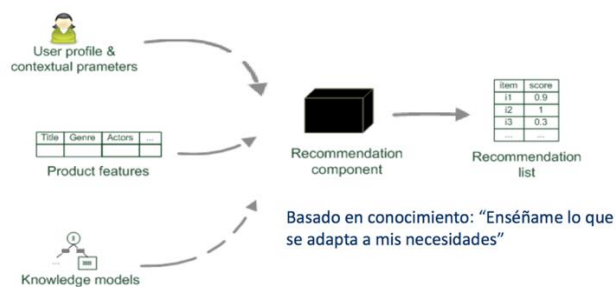 User profile &
contextual prameters
Title Genre Actors ...
Product features
Knowledge models
Recommendation
component
item score
i1 0.9
i2 1
i3 0.3
... ...
Recommendation
list
Basado en conocimiento: “Enséñame lo que
se adapta a mis necesidades”